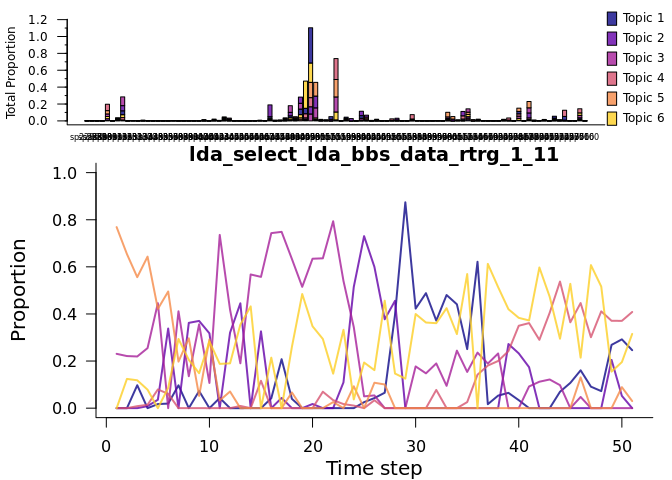 Total Proportion
1.2
1.0
0.8
0.6
0.4
0.2
0.0
Topic 1
Topic 2
Topic 3
Topic 4
Topic 5
Topic 6
lda_select_lda_bbs_data_rtrg_1_11
Proportion
1.0
0.8
0.6
0.4
0.2
0.0
0 10 20 30 40 50
Time step